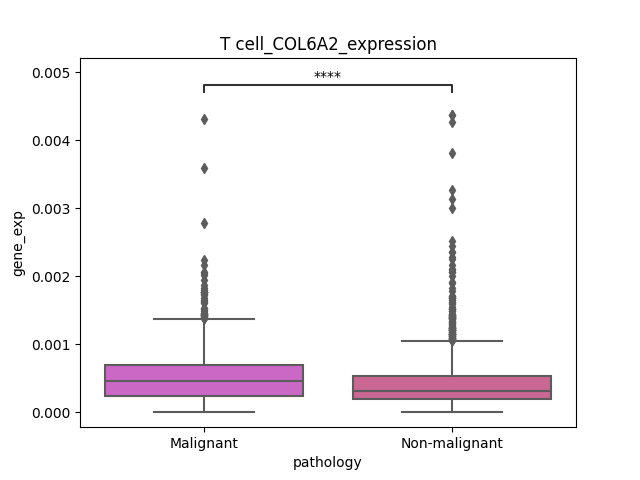 T cell_COL6A2_expression
****
0.005
0.004
0.003
0.002
0.001
0.000
gene_exp
Malignant
Non-malignant
pathology